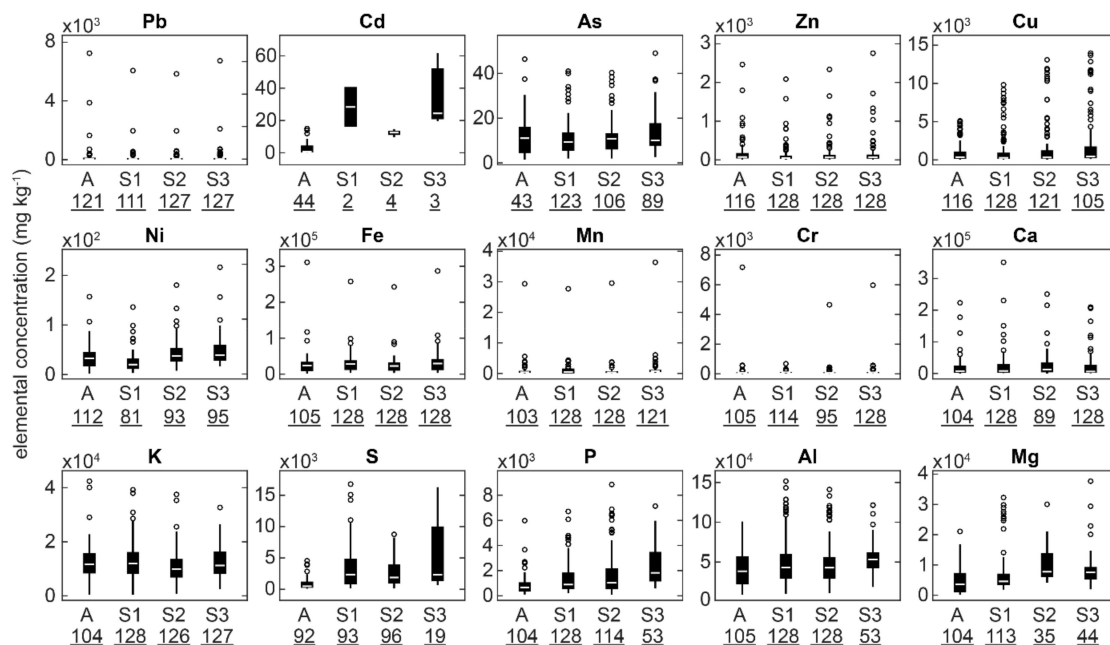 Pb Cd As Zn Cu
x10³ x10³ x10³
8 4 0
60 40 20 0
40 20 0
3 2 1 0
15 10 5 0
A S1 S2 S3 A S1 S2 S3 A S1 S2 S3 A S1 S2 S3 A S1 S2 S3
121 111 127 127 44 2 4 3 43 123 106 89 116 128 128 128 116 128 121 105
elemental concentration (mg kg⁻¹)
Ni Fe Mn Cr Ca
x10² x10⁵ x10⁴ x10³ x10⁵
2 1 0
3 2 1 0
4 3 2 1 0
8 6 4 2 0
3 2 1 0
A S1 S2 S3 A S1 S2 S3 A S1 S2 S3 A S1 S2 S3 A S1 S2 S3
112 81 93 95 105 128 128 128 103 128 128 121 105 114 95 128 104 128 89 128
K S P Al Mg
x10⁴ x10³ x10³ x10⁴ x10⁴
4 3 2 1 0
15 10 5 0
8 6 4 2 0
15 10 5 0
4 3 2 1 0
A S1 S2 S3 A S1 S2 S3 A S1 S2 S3 A S1 S2 S3 A S1 S2 S3
104 128 126 127 92 93 96 19 104 128 114 53 105 128 128 53 104 113 35 44